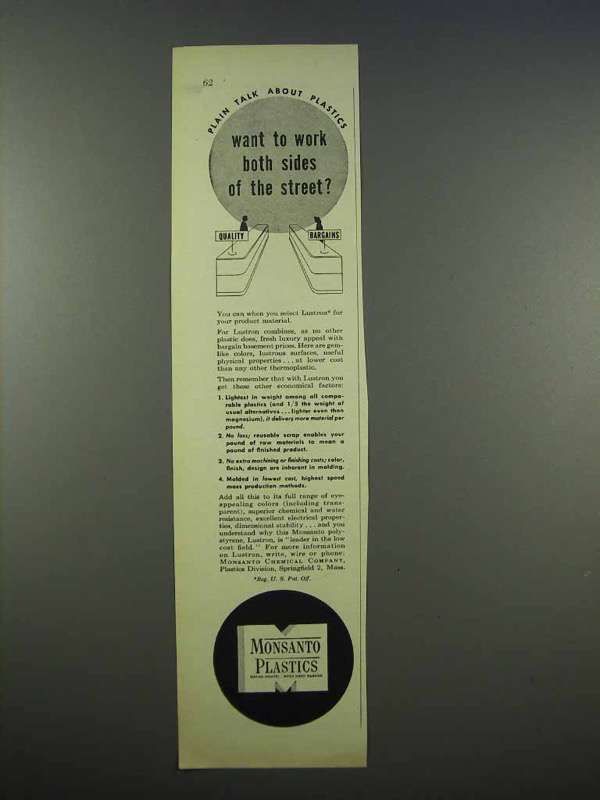 62
PLAIN TALK ABOUT PLASTICS
want to work
both sides
of the street?
QUALITY
BARGAINS
You can when you select Lustron* for
your product material.
For Lustron combines, as no other
plastic does, fresh luxury appeal with
bargain basement prices. Here are gem-
like colors, lustrous surfaces, useful
physical properties . . . at lower cost
than any other thermoplastic.
Then remember that with Lustron you
get these other economical factors:
1. Lightest in weight among all compa-
rable plastics (and 1/5 the weight of
usual alternatives . . . lighter even than
magnesium), it delivers more material per
pound.
2. No loss; reusable scrap enables your
pound of raw materials to mean a
pound of finished product.
3. No extra machining or finishing costs; color,
finish, design are inherent in molding.
4. Molded in lowest cost, highest speed
mass production methods.
Add all this to its full range of eye-
appealing colors (including trans-
parent), superior chemical and water
resistance, excellent electrical proper-
ties, dimensional stability . . . and you
understand why this Monsanto poly-
styrene, Lustron, is "leader in the low
cost field." For more information
on Lustron, write, wire or phone:
MONSANTO CHEMICAL COMPANY,
Plastics Division, Springfield 2, Mass.
*Reg. U. S. Pat. Off.
MONSANTO
PLASTICS